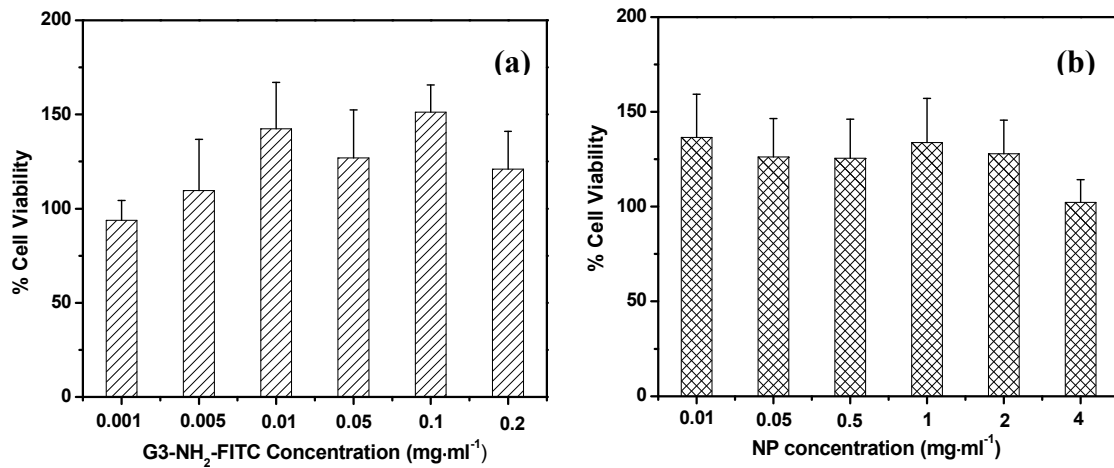 200
150
100
50
0
% Cell Viability
(a)
0.001 0.005 0.01 0.05 0.1 0.2
G3-NH₂-FITC Concentration (mg·ml⁻¹)
200
150
100
50
0
% Cell Viability
(b)
0.01 0.05 0.5 1 2 4
NP concentration (mg·ml⁻¹)